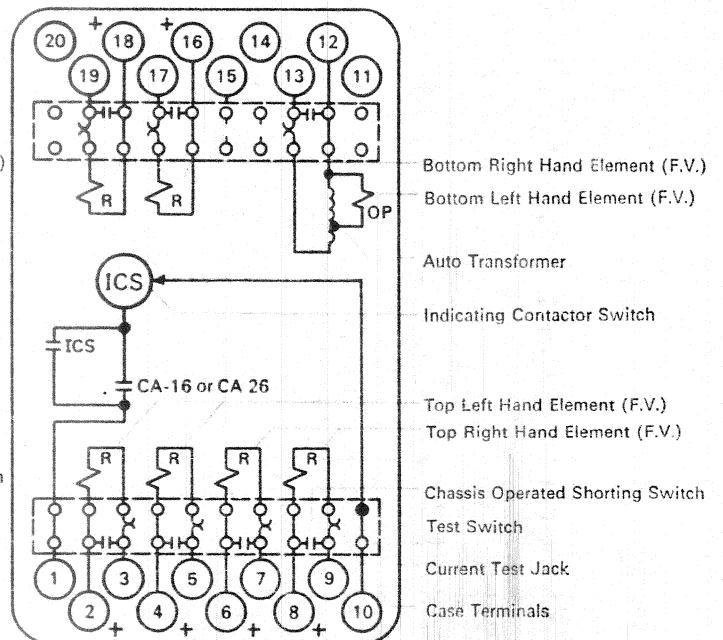 20 + 18 + 16 14 12
19 17 15 13 11
)
R R OP
Bottom Right Hand Element (F.V.)
Bottom Left Hand Element (F.V.)
Auto Transformer
ICS
Indicating Contactor Switch
ICS
CA-16 or CA 26
Top Left Hand Element (F.V.)
Top Right Hand Element (F.V.)
R R R R
n
Chassis Operated Shorting Switch
Test Switch
Current Test Jack
1 3 5 7 9
2 + 4 + 6 + 8 + 10
Case Terminals